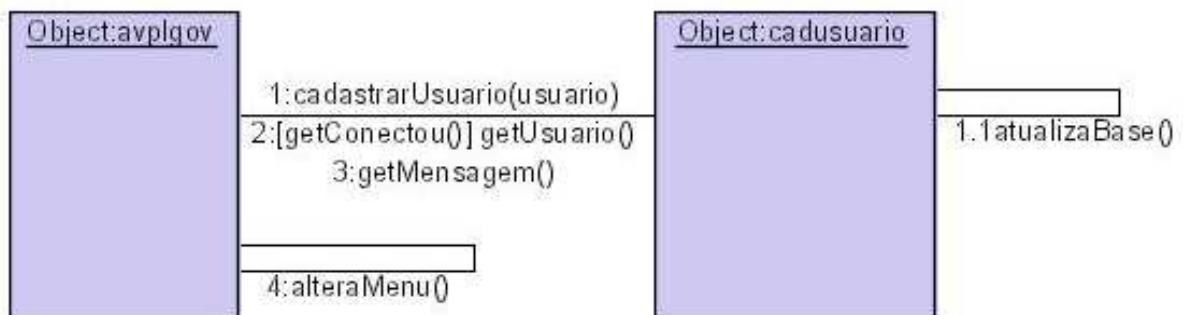 Object:avplgov
Object:cadusuario
1:cadastrarUsuario(usuario)
2:[getConectou()] getUsuario()
3:getMensagem()
1.1atualizaBase()
4:alteraMenu()